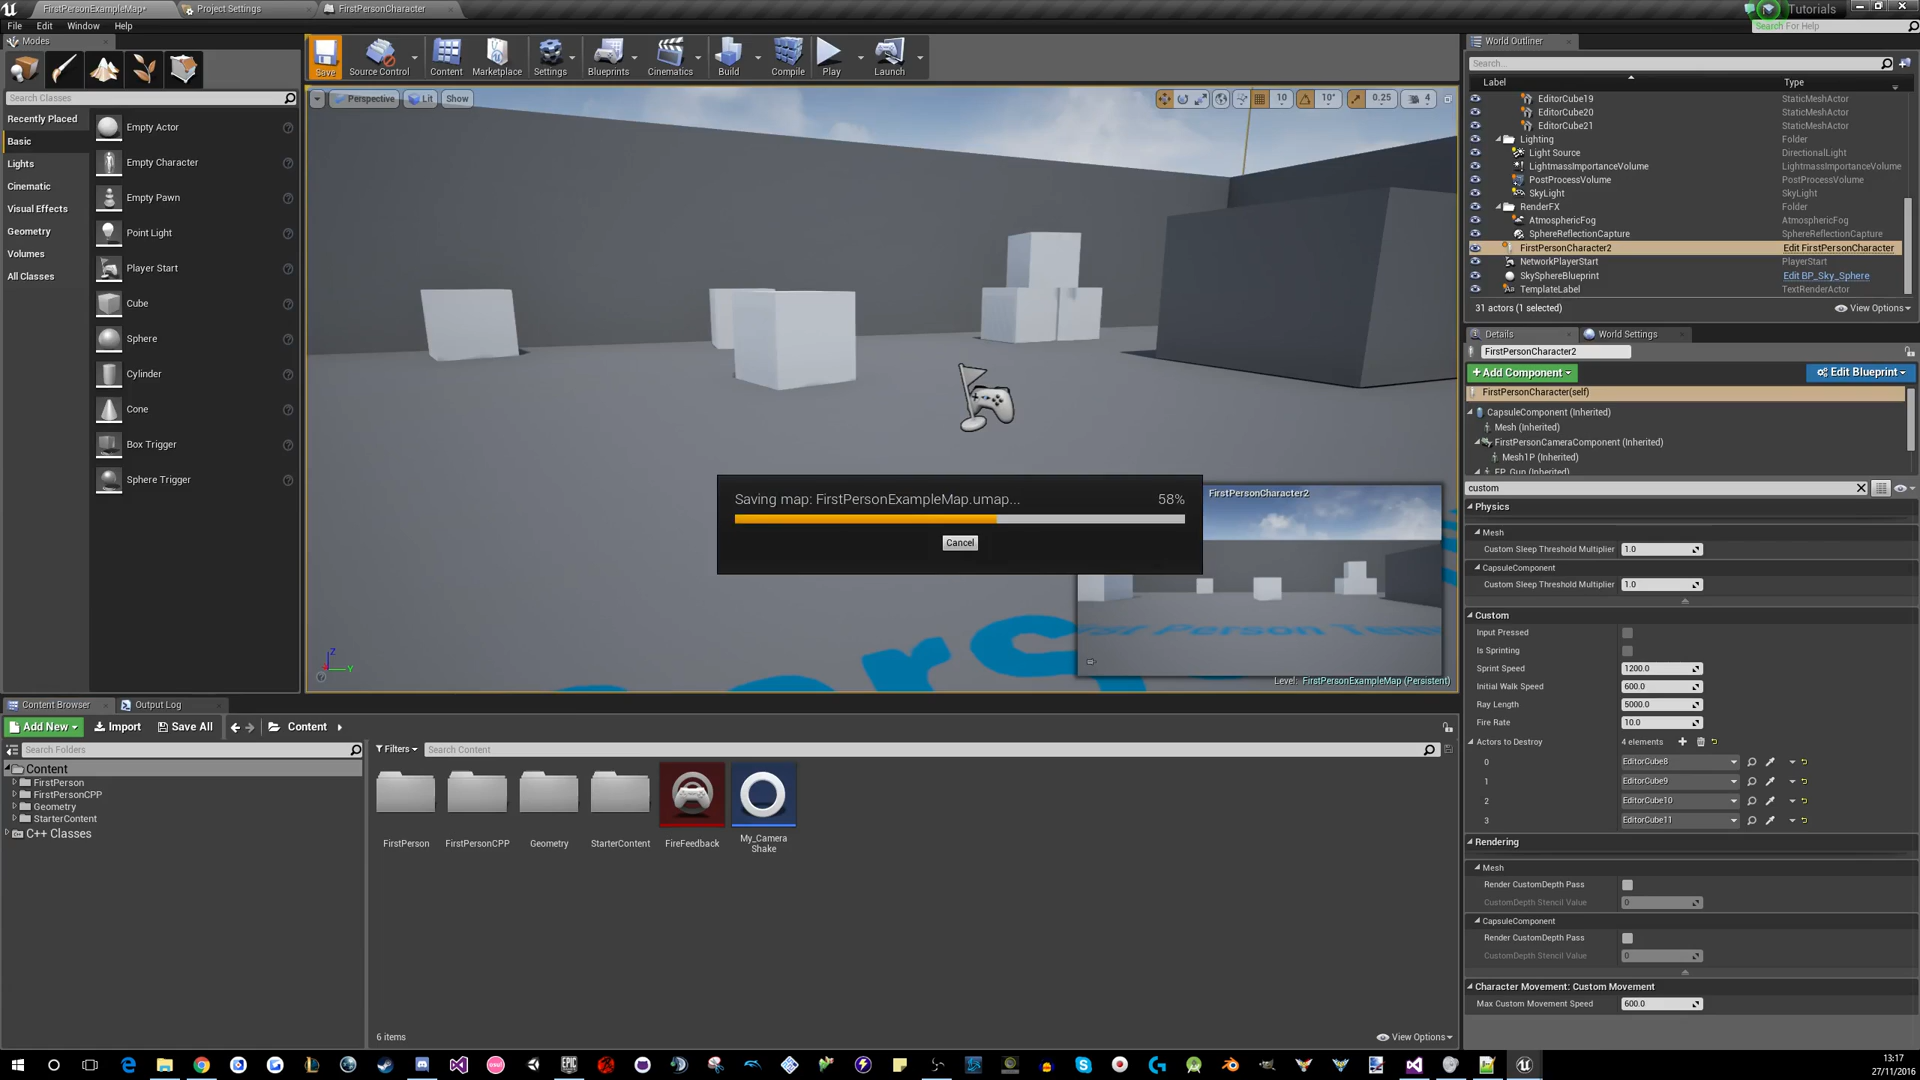 FirstPersonExampleMap*
Project Settings
FirstPersonCharacter
Tutorials
File Edit Window Help
Search For Help
Modes
Save
Source Control
Content
Marketplace
Settings
Blueprints
Cinematics
Build
Compile
Play
Launch
Search Classes
Recently Placed
Basic
Lights
Cinematic
Visual Effects
Geometry
Volumes
All Classes
Empty Actor
Empty Character
Empty Pawn
Point Light
Player Start
Cube
Sphere
Cylinder
Cone
Box Trigger
Sphere Trigger
Perspective
Lit
Show
10
10°
0.25
4
Saving map: FirstPersonExampleMap.umap... 58%
Cancel
FirstPersonCharacter2
Level: FirstPersonExampleMap (Persistent)
World Outliner
Search...
Label Type
EditorCube19 StaticMeshActor
EditorCube20 StaticMeshActor
EditorCube21 StaticMeshActor
Lighting Folder
Light Source DirectionalLight
LightmassImportanceVolume LightmassImportanceVolume
PostProcessVolume PostProcessVolume
SkyLight SkyLight
RenderFX Folder
AtmosphericFog AtmosphericFog
SphereReflectionCapture SphereReflectionCapture
FirstPersonCharacter2 Edit FirstPersonCharacter
NetworkPlayerStart PlayerStart
SkySphereBlueprint Edit BP_Sky_Sphere
TemplateLabel TextRenderActor
31 actors (1 selected)
View Options
Details
World Settings
FirstPersonCharacter2
+Add Component
Edit Blueprint
FirstPersonCharacter(self)
CapsuleComponent (Inherited)
Mesh (Inherited)
FirstPersonCameraComponent (Inherited)
Mesh1P (Inherited)
FP_Gun (Inherited)
custom
Physics
Mesh
Custom Sleep Threshold Multiplier 1.0
CapsuleComponent
Custom Sleep Threshold Multiplier 1.0
Custom
Input Pressed
Is Sprinting
Sprint Speed 1200.0
Initial Walk Speed 600.0
Ray Length 5000.0
Fire Rate 10.0
Actors to Destroy 4 elements
0 EditorCube8
1 EditorCube9
2 EditorCube10
3 EditorCube11
Rendering
Mesh
Render CustomDepth Pass
CustomDepth Stencil Value 0
CapsuleComponent
Render CustomDepth Pass
CustomDepth Stencil Value 0
Character Movement: Custom Movement
Max Custom Movement Speed 600.0
Content Browser
Output Log
Add New
Import
Save All
Content
Search Folders
Filters
Search Content
Content
FirstPerson
FirstPersonCPP
Geometry
StarterContent
C++ Classes
FirstPerson
FirstPersonCPP
Geometry
StarterContent
FireFeedback
My_Camera
Shake
6 items
View Options
13:17
27/11/2016